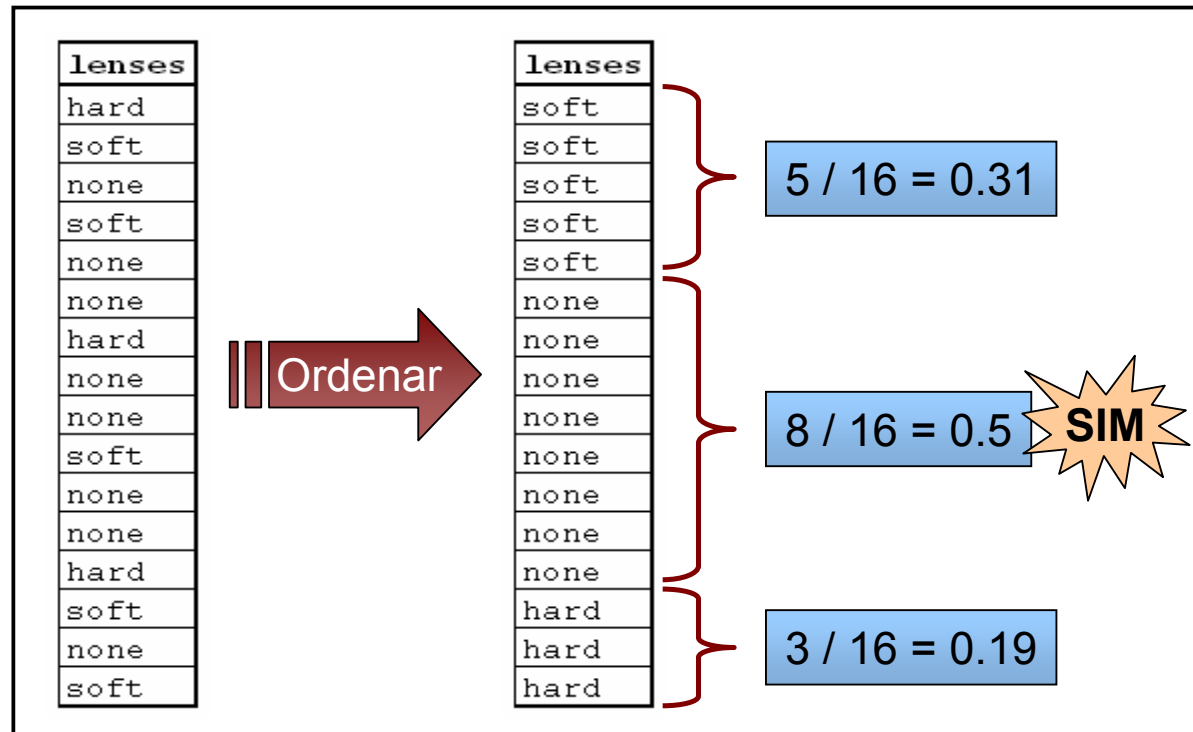 lenses
hard
soft
none
soft
none
none
hard
none
none
soft
none
none
hard
soft
none
soft
Ordenar
lenses
soft
soft
soft
soft
soft
none
none
none
none
none
none
none
none
hard
hard
hard
5 / 16 = 0.31
8 / 16 = 0.5
SIM
3 / 16 = 0.19